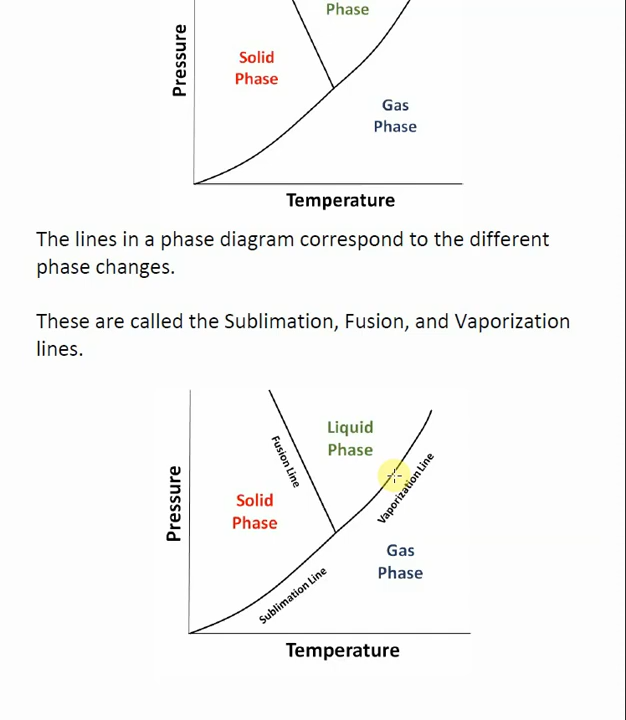 Phase
Solid
Phase
Pressure
Gas
Phase
Temperature
The lines in a phase diagram correspond to the different
phase changes.
These are called the Sublimation, Fusion, and Vaporization
lines.
Liquid
Phase
Fusion Line
Vaporization Line
Pressure
Solid
Phase
Gas
Phase
Sublimation Line
Temperature